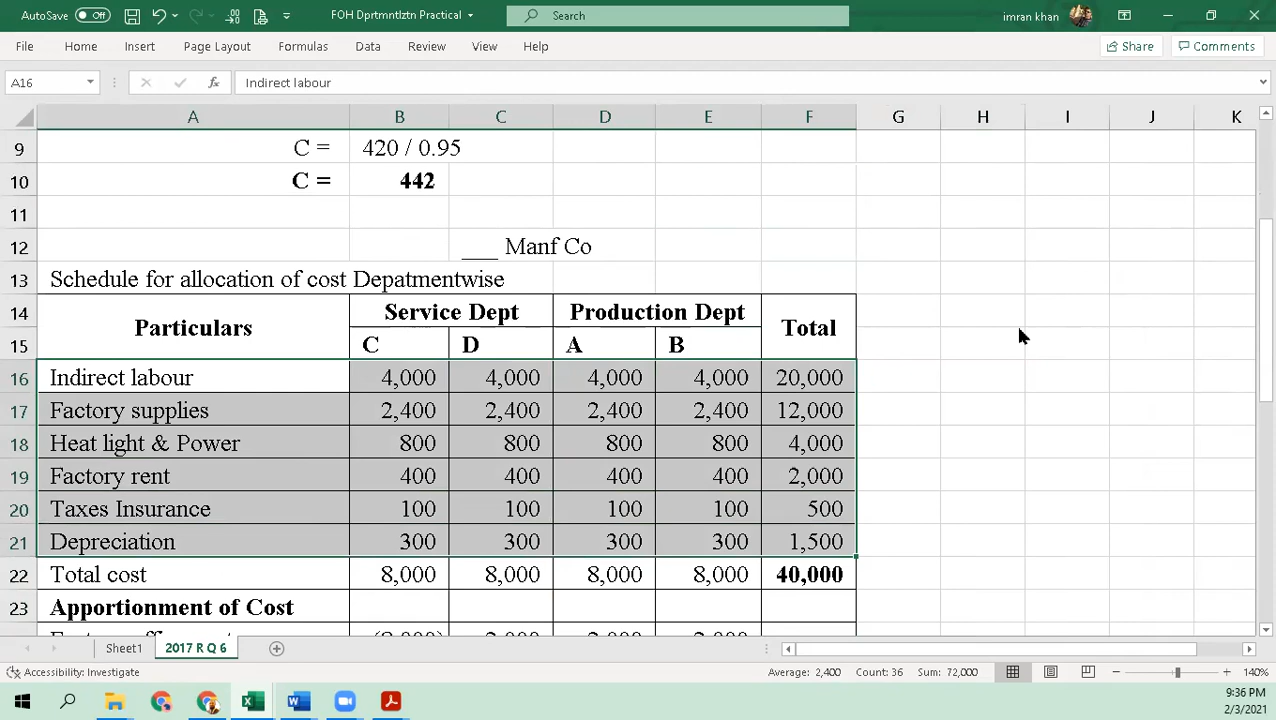 AutoSave Off FOH Dprtmntlztn Practical Search imran khan
File Home Insert Page Layout Formulas Data Review View Help Share Comments
A16 fx Indirect labour
A B C D E F G H I J K
9 C = 420 / 0.95
10 C = 442
11
12 ___ Manf Co
13 Schedule for allocation of cost Depatmentwise
14 Particulars Service Dept Production Dept Total
15 C D A B
16 Indirect labour 4,000 4,000 4,000 4,000 20,000
17 Factory supplies 2,400 2,400 2,400 2,400 12,000
18 Heat light & Power 800 800 800 800 4,000
19 Factory rent 400 400 400 400 2,000
20 Taxes Insurance 100 100 100 100 500
21 Depreciation 300 300 300 300 1,500
22 Total cost 8,000 8,000 8,000 8,000 40,000
23 Apportionment of Cost
Sheet1 2017 R Q 6
Accessibility: Investigate Average: 2,400 Count: 36 Sum: 72,000 140%
9:36 PM
2/3/2021